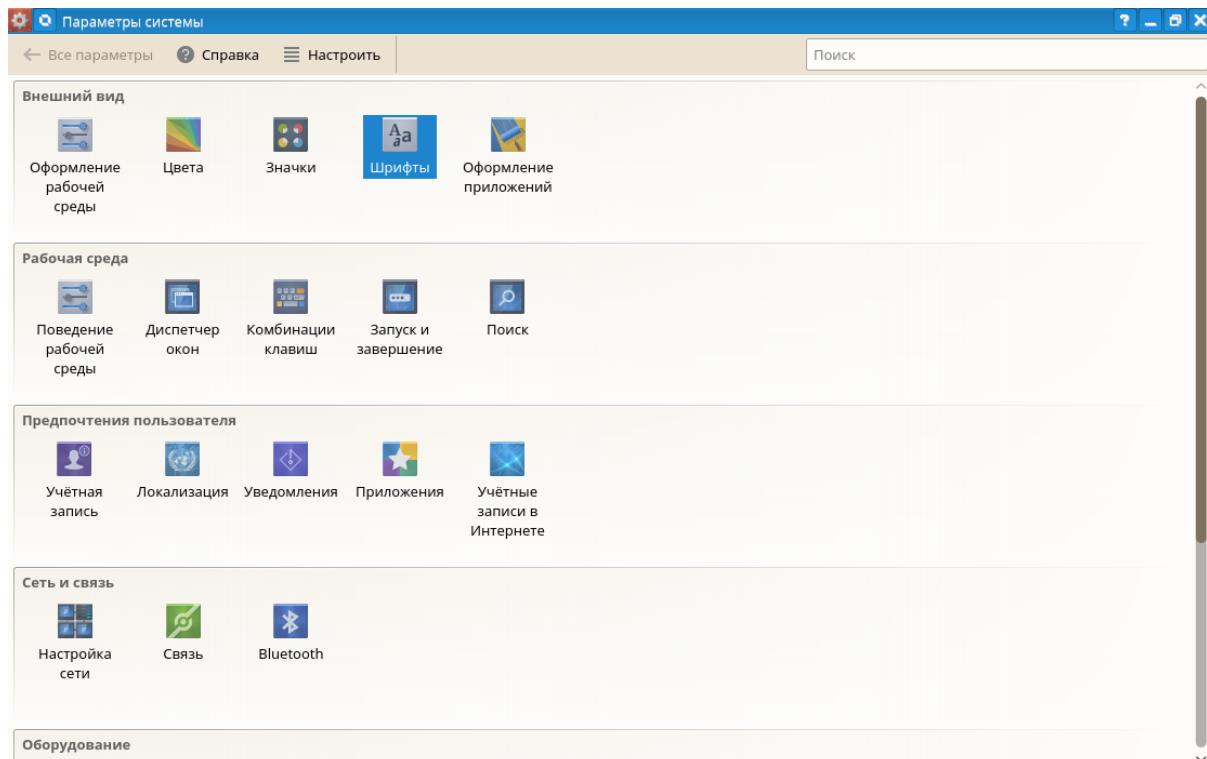 Параметры системы
Все параметры Справка Настроить Поиск
Внешний вид
Оформление рабочей среды
Цвета
Значки
Шрифты
Оформление приложений
Рабочая среда
Поведение рабочей среды
Диспетчер окон
Комбинации клавиш
Запуск и завершение
Поиск
Предпочтения пользователя
Учётная запись
Локализация
Уведомления
Приложения
Учётные записи в Интернете
Сеть и связь
Настройка сети
Связь
Bluetooth
Оборудование